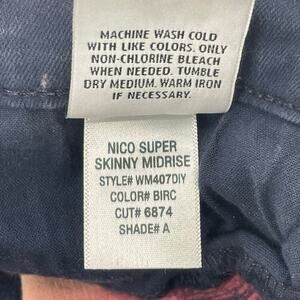 MACHINE WASH COLD
WITH LIKE COLORS. ONLY
NON-CHLORINE BLEACH
WHEN NEEDED. TUMBLE
DRY MEDIUM. WARM IRON
IF NECESSARY.
NICO SUPER
SKINNY MIDRISE
STYLE# WM407DIY
COLOR# BIRC
CUT# 6874
SHADE# A